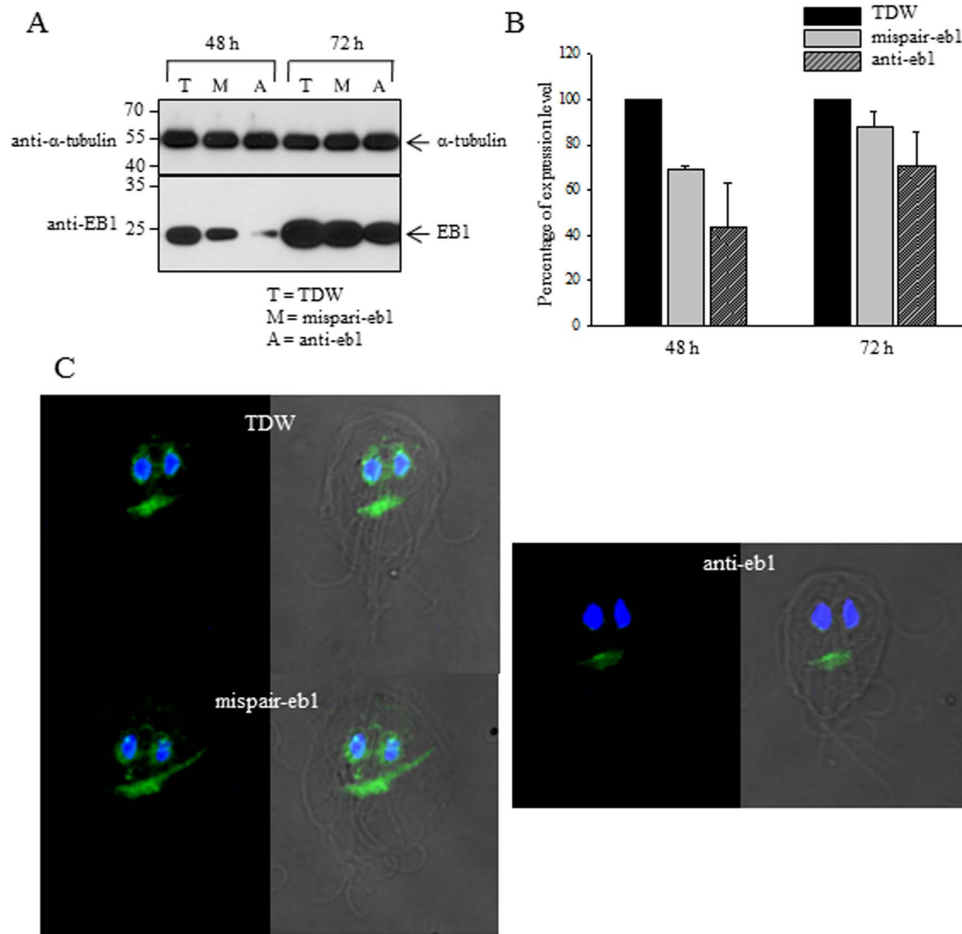 A
48 h 72 h
T M A T M A
70
anti-α-tubulin 55 α-tubulin
40
35
anti-EB1 25 EB1
T = TDW
M = mispari-eb1
A = anti-eb1
B
TDW
mispair-eb1
anti-eb1
Percentage of expression level
120
100
80
60
40
20
0
48 h 72 h
C
TDW
mispair-eb1
anti-eb1